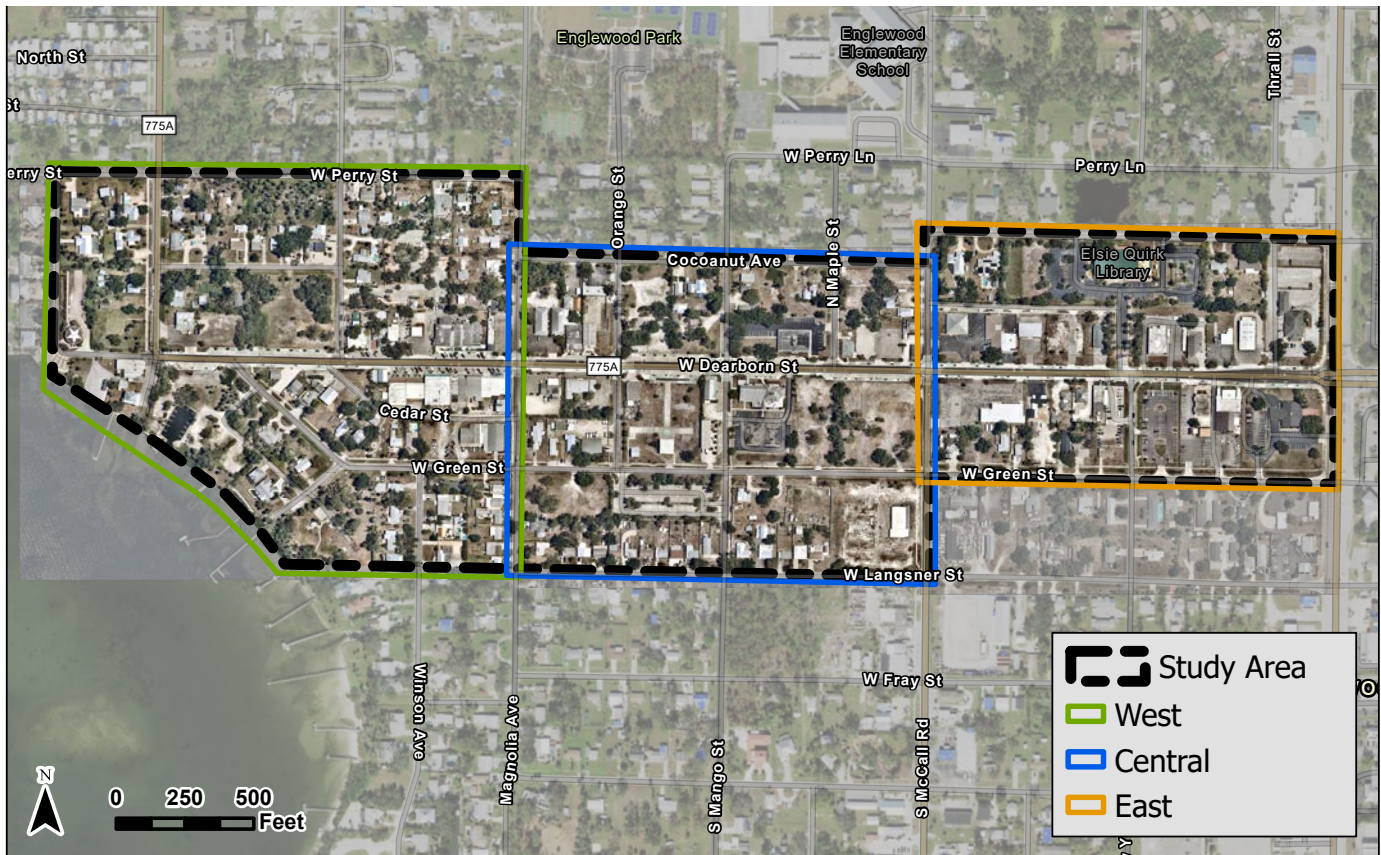 North St
St
775A
erry St
W Perry St
Englewood Park
Englewood
Elementary
School
Thrall St
W Perry Ln
Perry Ln
Orange St
N Maple St
Cocoanut Ave
Elsie Quirk
Library
775A
W Dearborn St
Cedar St
W Green St
W Green St
W Langsner St
W Fray St
Winson Ave
Magnolia Ave
S Mango St
S McCall Rd
Study Area
West
Central
East
N
0 250 500
Feet